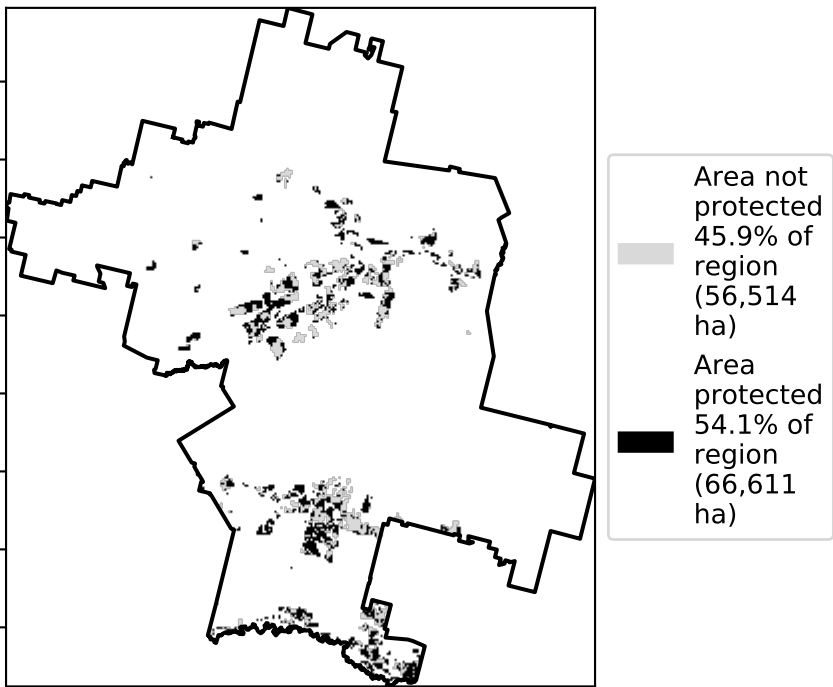 Area not
protected
45.9% of
region
(56,514
ha)
Area
protected
54.1% of
region
(66,611
ha)